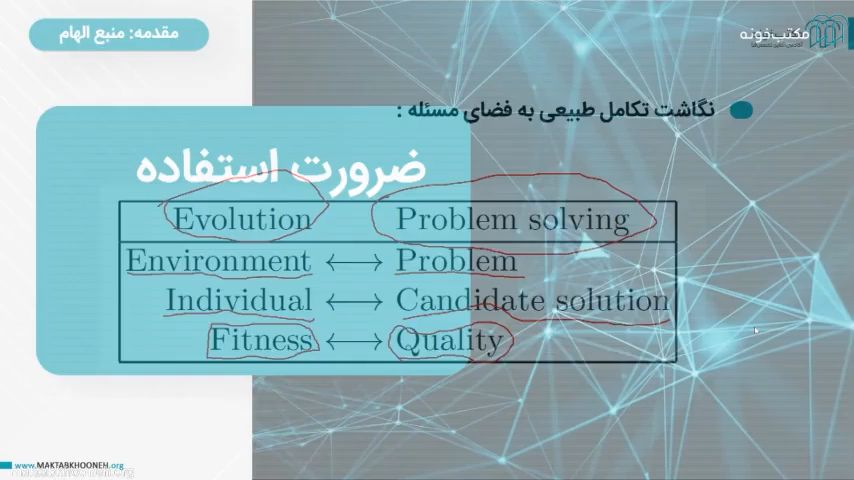 مقدمه: منبع الهام
مکتب‌خونه
نگاشت تکامل طبیعی به فضای مسئله :
ضرورت استفاده
Evolution Problem solving
Environment ⟷ Problem
Individual ⟷ Candidate solution
Fitness ⟷ Quality
www.MAKTABKHOONEH.org